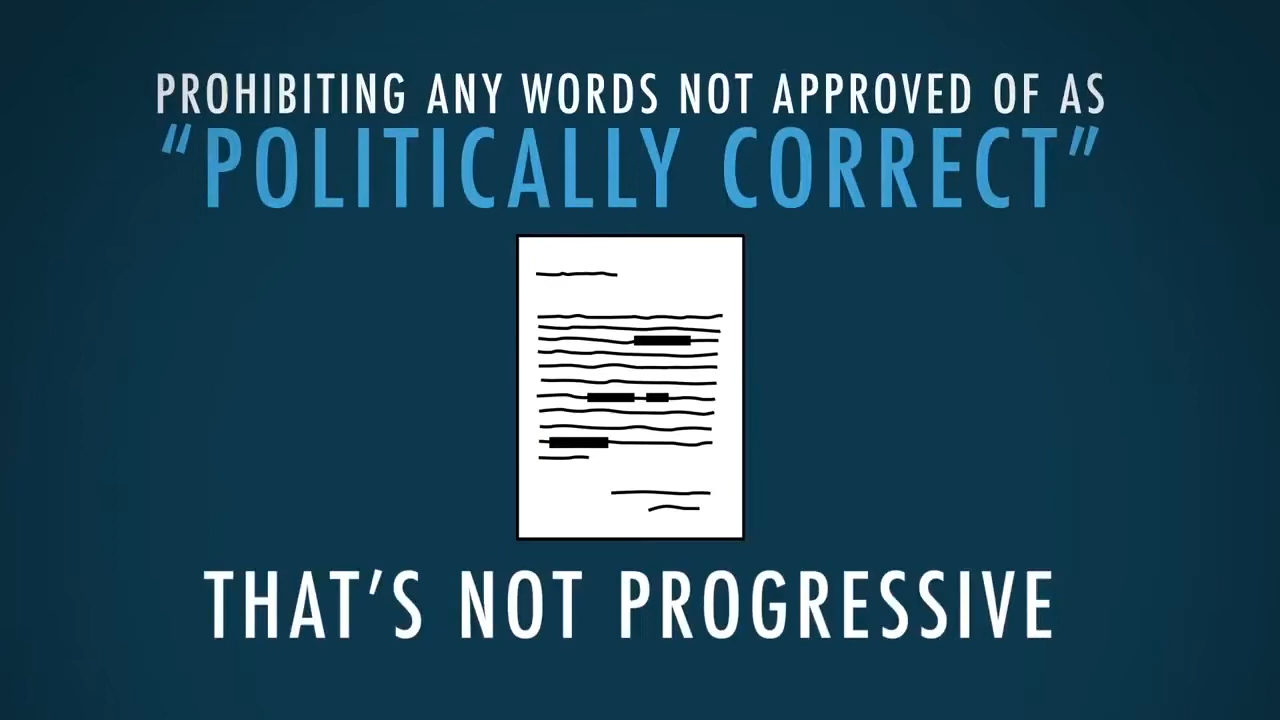 PROHIBITING ANY WORDS NOT APPROVED OF AS
“POLITICALLY CORRECT”
THAT’S NOT PROGRESSIVE